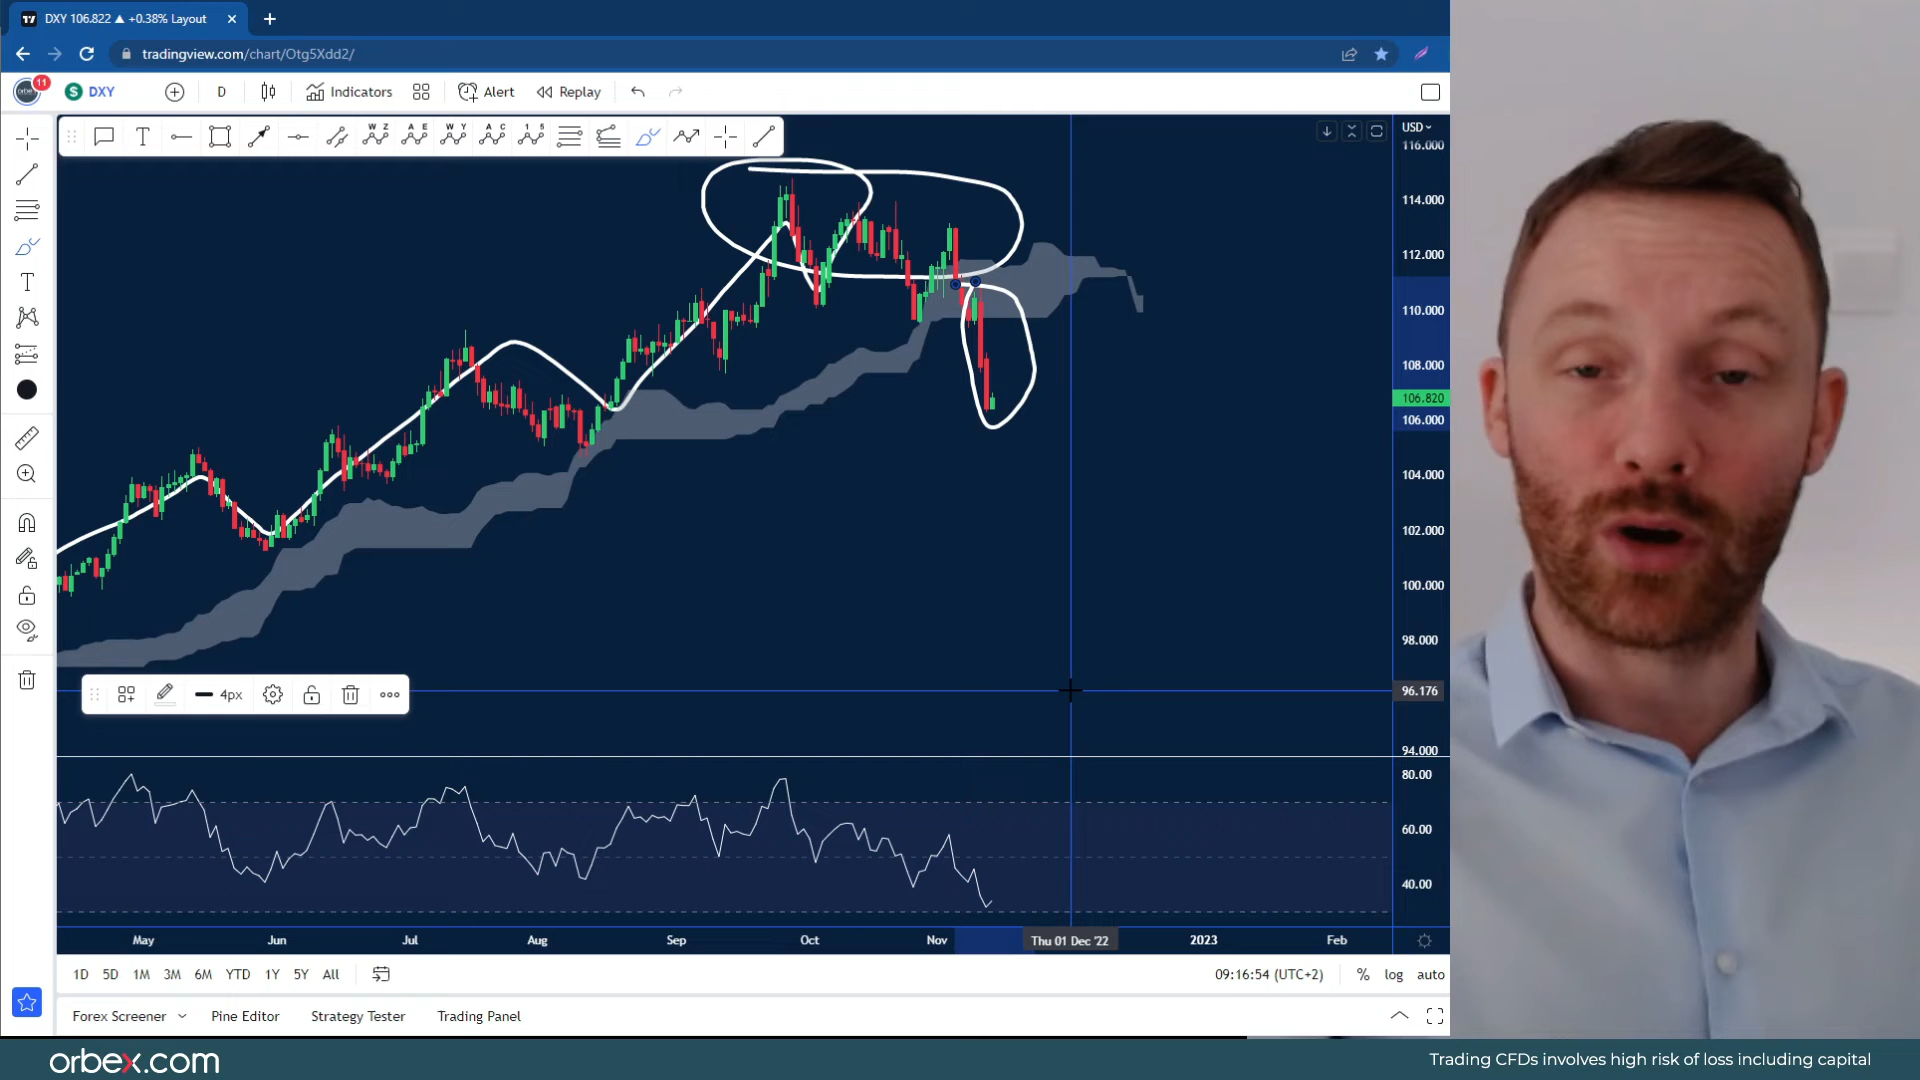 DXY 106.822 ▲ +0.38% Layout
tradingview.com/chart/Otg5Xdd2/
11
S DXY
D
Indicators
Alert
Replay
T
W Z
A E
W Y
A C
1 5
USD
116.000
114.000
112.000
110.000
108.000
106.820
106.000
104.000
102.000
100.000
98.000
96.176
94.000
T
4px
80.00
60.00
40.00
May Jun Jul Aug Sep Oct Nov Thu 01 Dec '22 2023 Feb
1D 5D 1M 3M 6M YTD 1Y 5Y All
09:16:54 (UTC+2) % log auto
Forex Screener Pine Editor Strategy Tester Trading Panel
orbex.com
Trading CFDs involves high risk of loss including capital